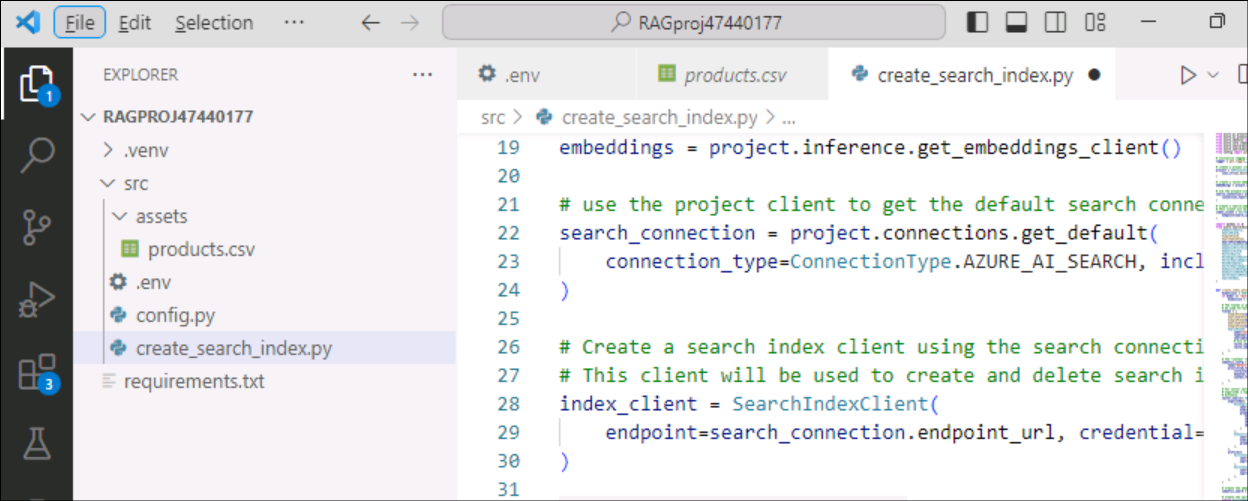 File Edit Selection ··· RAGproj47440177
EXPLORER ···
RAGPROJ47440177
.venv
src
assets
products.csv
.env
config.py
create_search_index.py
requirements.txt
1
3
.env products.csv create_search_index.py
src > create_search_index.py > ...
19 embeddings = project.inference.get_embeddings_client()
20
21 # use the project client to get the default search conne
22 search_connection = project.connections.get_default(
23 connection_type=ConnectionType.AZURE_AI_SEARCH, incl
24 )
25
26 # Create a search index client using the search connecti
27 # This client will be used to create and delete search i
28 index_client = SearchIndexClient(
29 endpoint=search_connection.endpoint_url, credential=
30 )
31